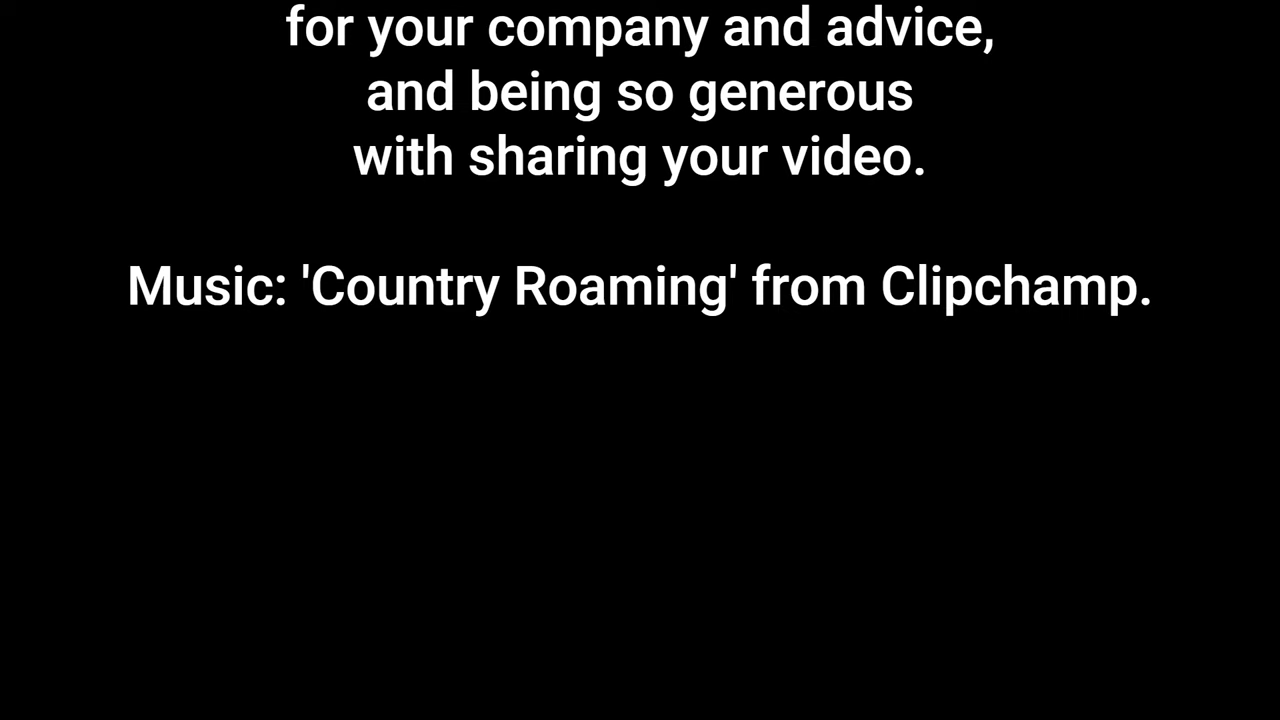 for your company and advice,
and being so generous
with sharing your video.
Music: 'Country Roaming' from Clipchamp.